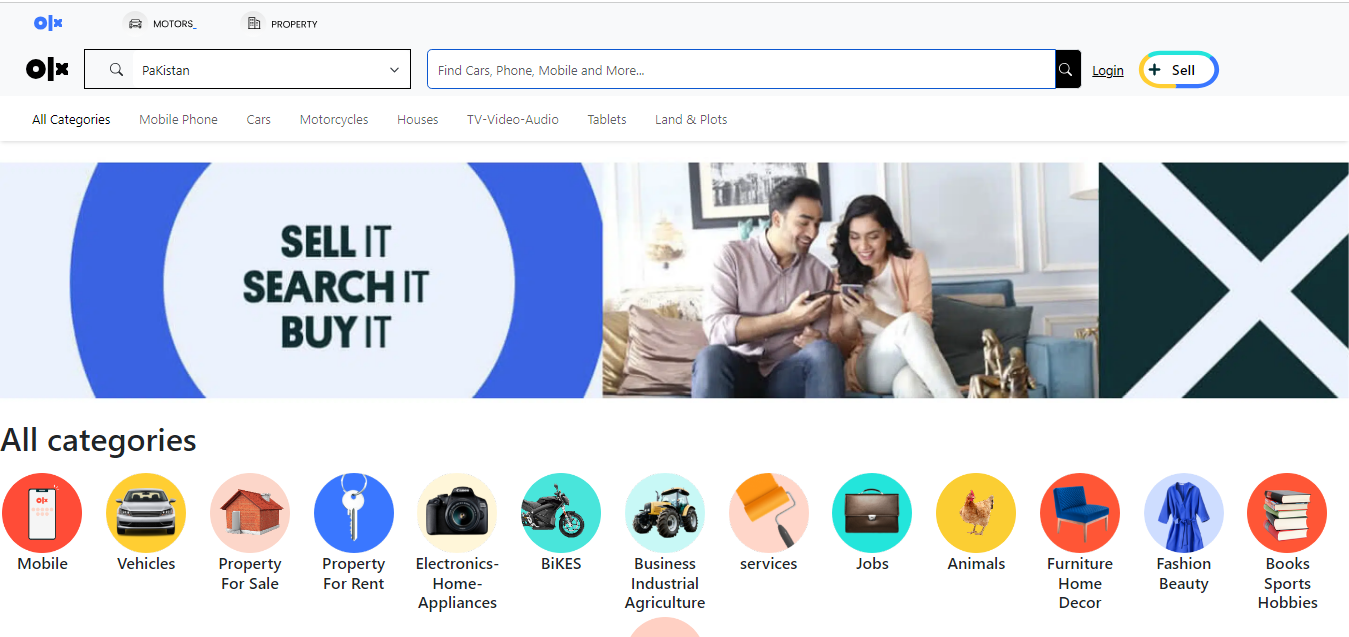 olx
MOTORS_
PROPERTY
olx
PaKistan
Find Cars, Phone, Mobile and More...
Login
+ Sell
All Categories
Mobile Phone
Cars
Motorcycles
Houses
TV-Video-Audio
Tablets
Land & Plots
SELL IT
SEARCH IT
BUY IT
All categories
olx
Mobile
Vehicles
Property
For Sale
Property
For Rent
Electronics-
Home-
Appliances
BiKES
Business
Industrial
Agriculture
services
Jobs
Animals
Furniture
Home
Decor
Fashion
Beauty
Books
Sports
Hobbies